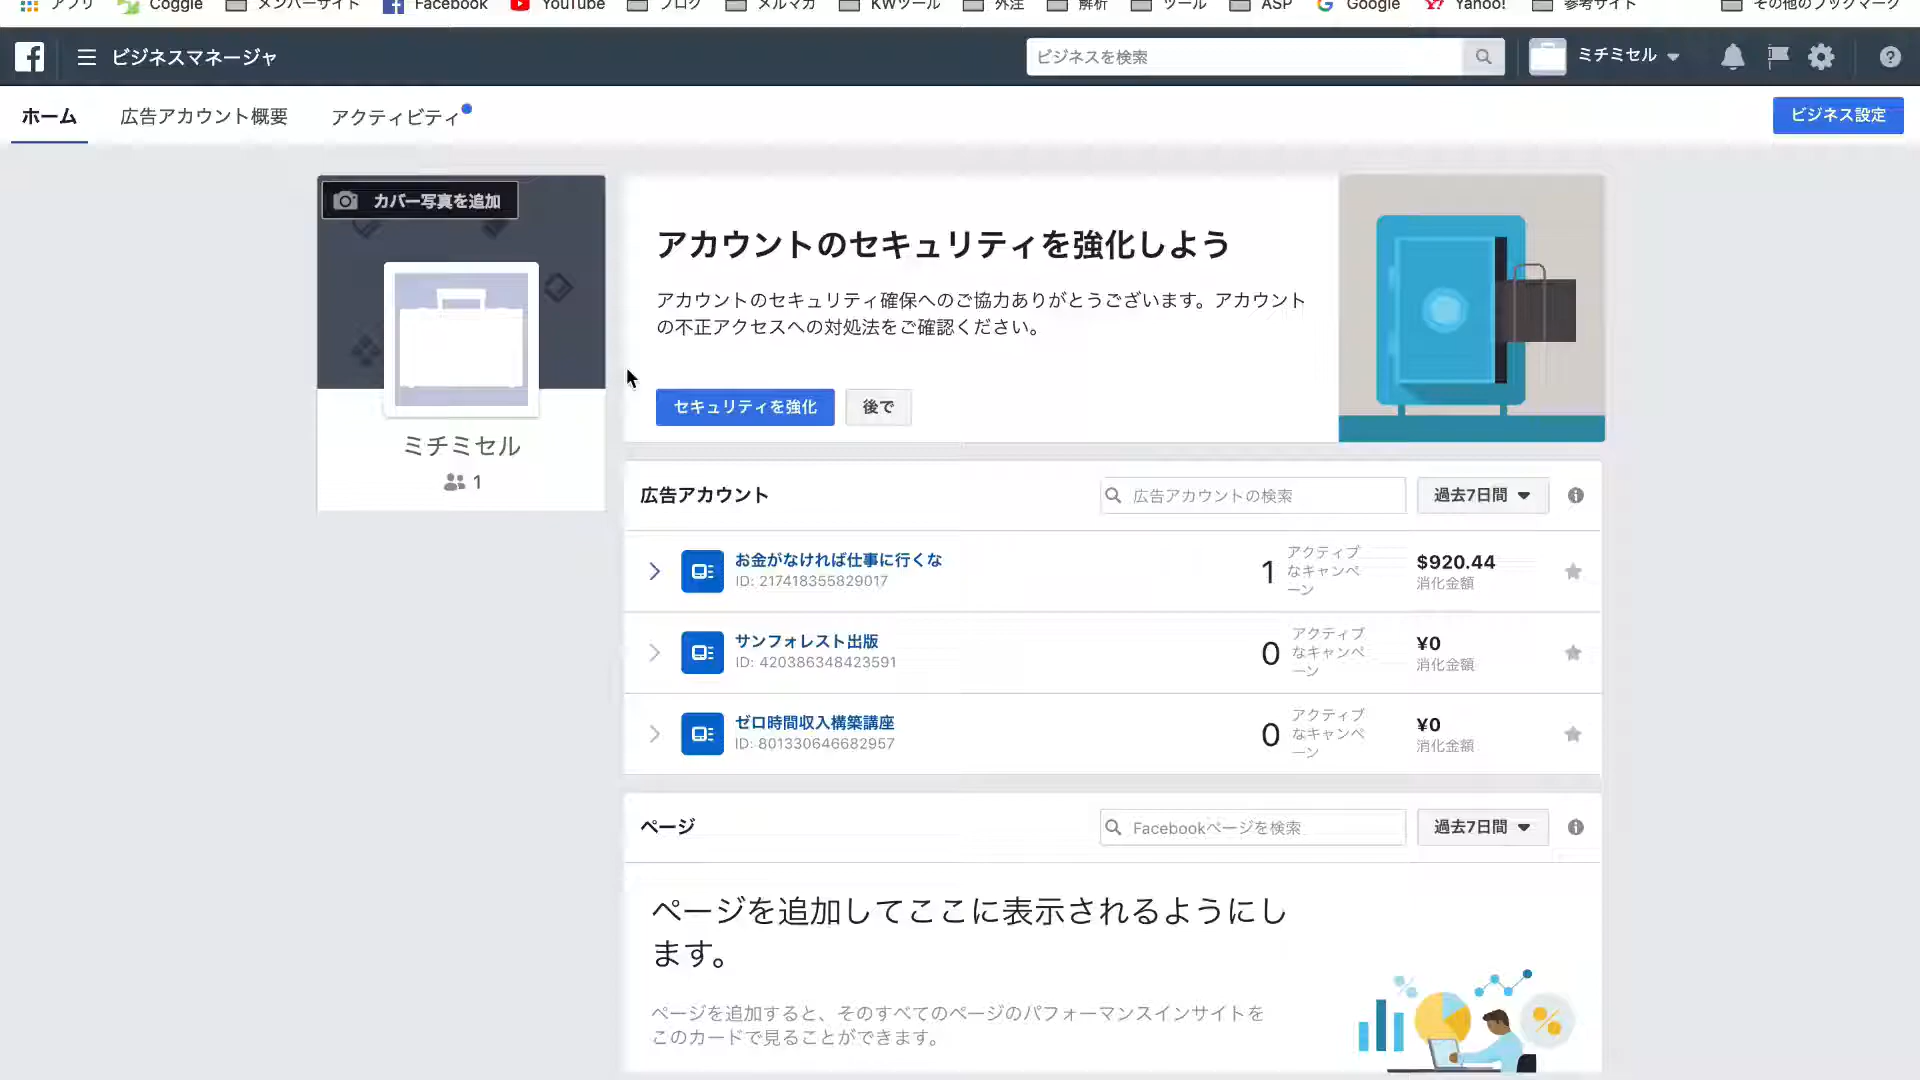 アプリ Coggle メンバーサイト Facebook YouTube ブログ メルマガ KWツール 外注 解析 ツール ASP Google Yahoo! 参考サイト その他のブックマーク
ビジネスマネージャ ビジネスを検索 ミチミセル
ホーム 広告アカウント概要 アクティビティ ビジネス設定
カバー写真を追加
ミチミセル
1
アカウントのセキュリティを強化しよう
アカウントのセキュリティ確保へのご協力ありがとうございます。アカウント
の不正アクセスへの対処法をご確認ください。
セキュリティを強化 後で
広告アカウント 広告アカウントの検索 過去7日間
お金がなければ仕事に行くな
ID: 217418355829017
1 アクティブ
なキャンペ
ーン
$920.44
消化金額
サンフォレスト出版
ID: 420386348423591
0 アクティブ
なキャンペ
ーン
¥0
消化金額
ゼロ時間収入構築講座
ID: 801330646682957
0 アクティブ
なキャンペ
ーン
¥0
消化金額
ページ Facebookページを検索 過去7日間
ページを追加してここに表示されるようにし
ます。
ページを追加すると、そのすべてのページのパフォーマンスインサイトを
このカードで見ることができます。